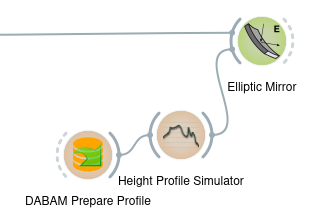 E
Elliptic Mirror
Height Profile Simulator
DABAM Prepare Profile